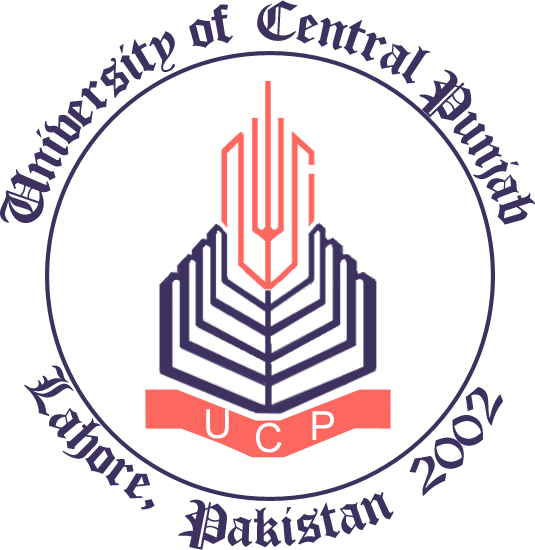 University of Central Punjab
UCP
Lahore, Pakistan 2002